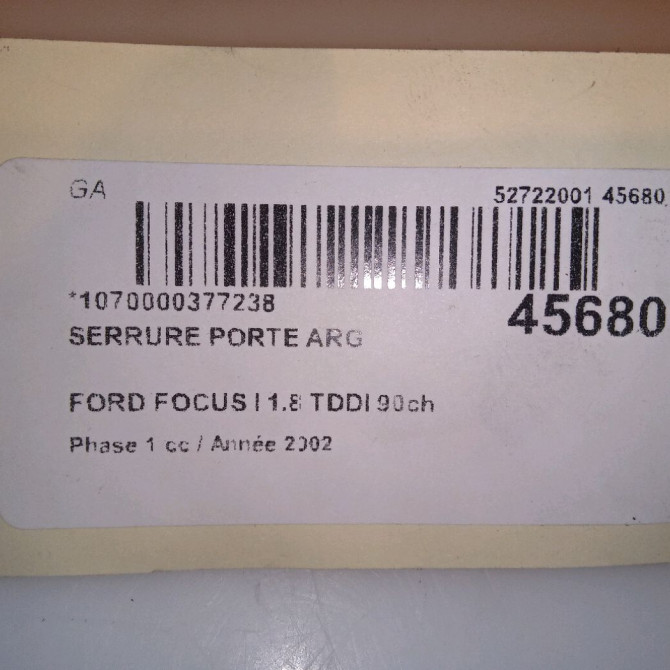 GA
52722001 45680
*1070000377238
45680
SERRURE PORTE ARG
FORD FOCUS I 1.8 TDDI 90ch
Phase 1 cc / Année 2002